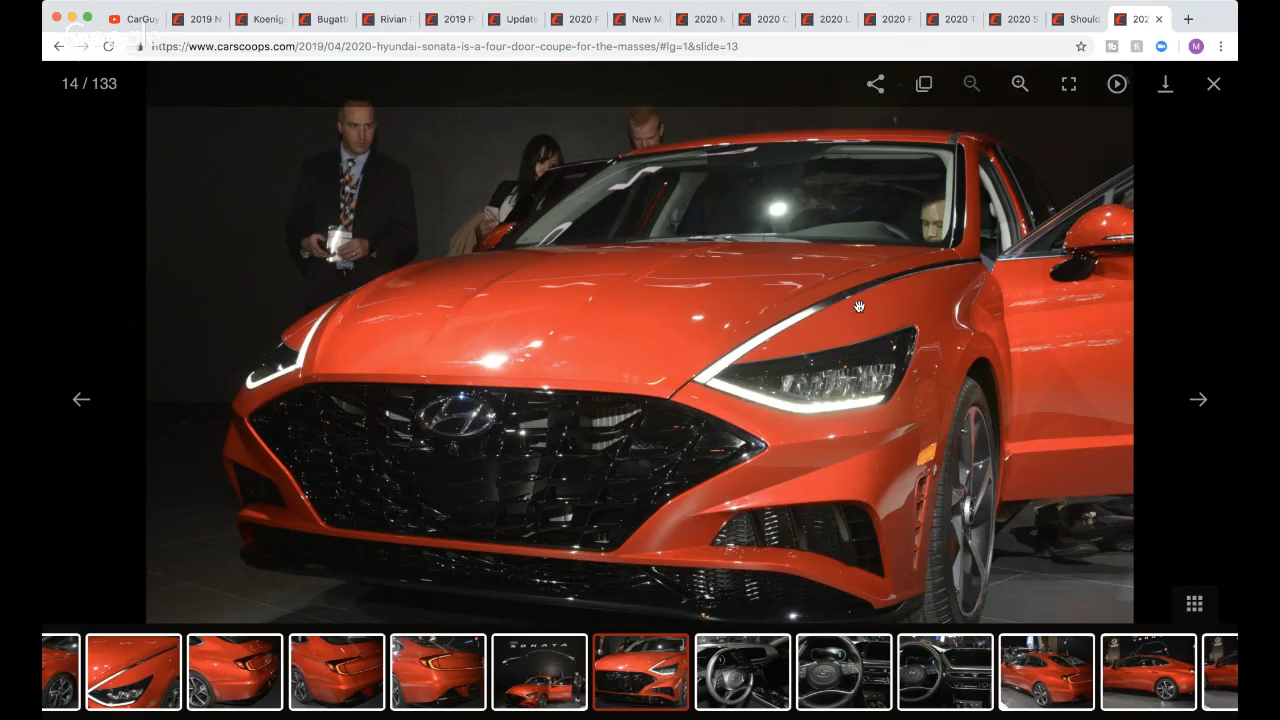 CarGu
2019 N
Koenig
Bugatt
Rivian
2019 P
Updat
2020 F
New M
2020 M
2020 C
2020 L
2020 F
2020 T
2020 S
Should
202
Google
https://www.carscoops.com/2019/04/2020-hyundai-sonata-is-a-four-door-coupe-for-the-masses/#lg=1&slide=13
M
14 / 133
SONATA